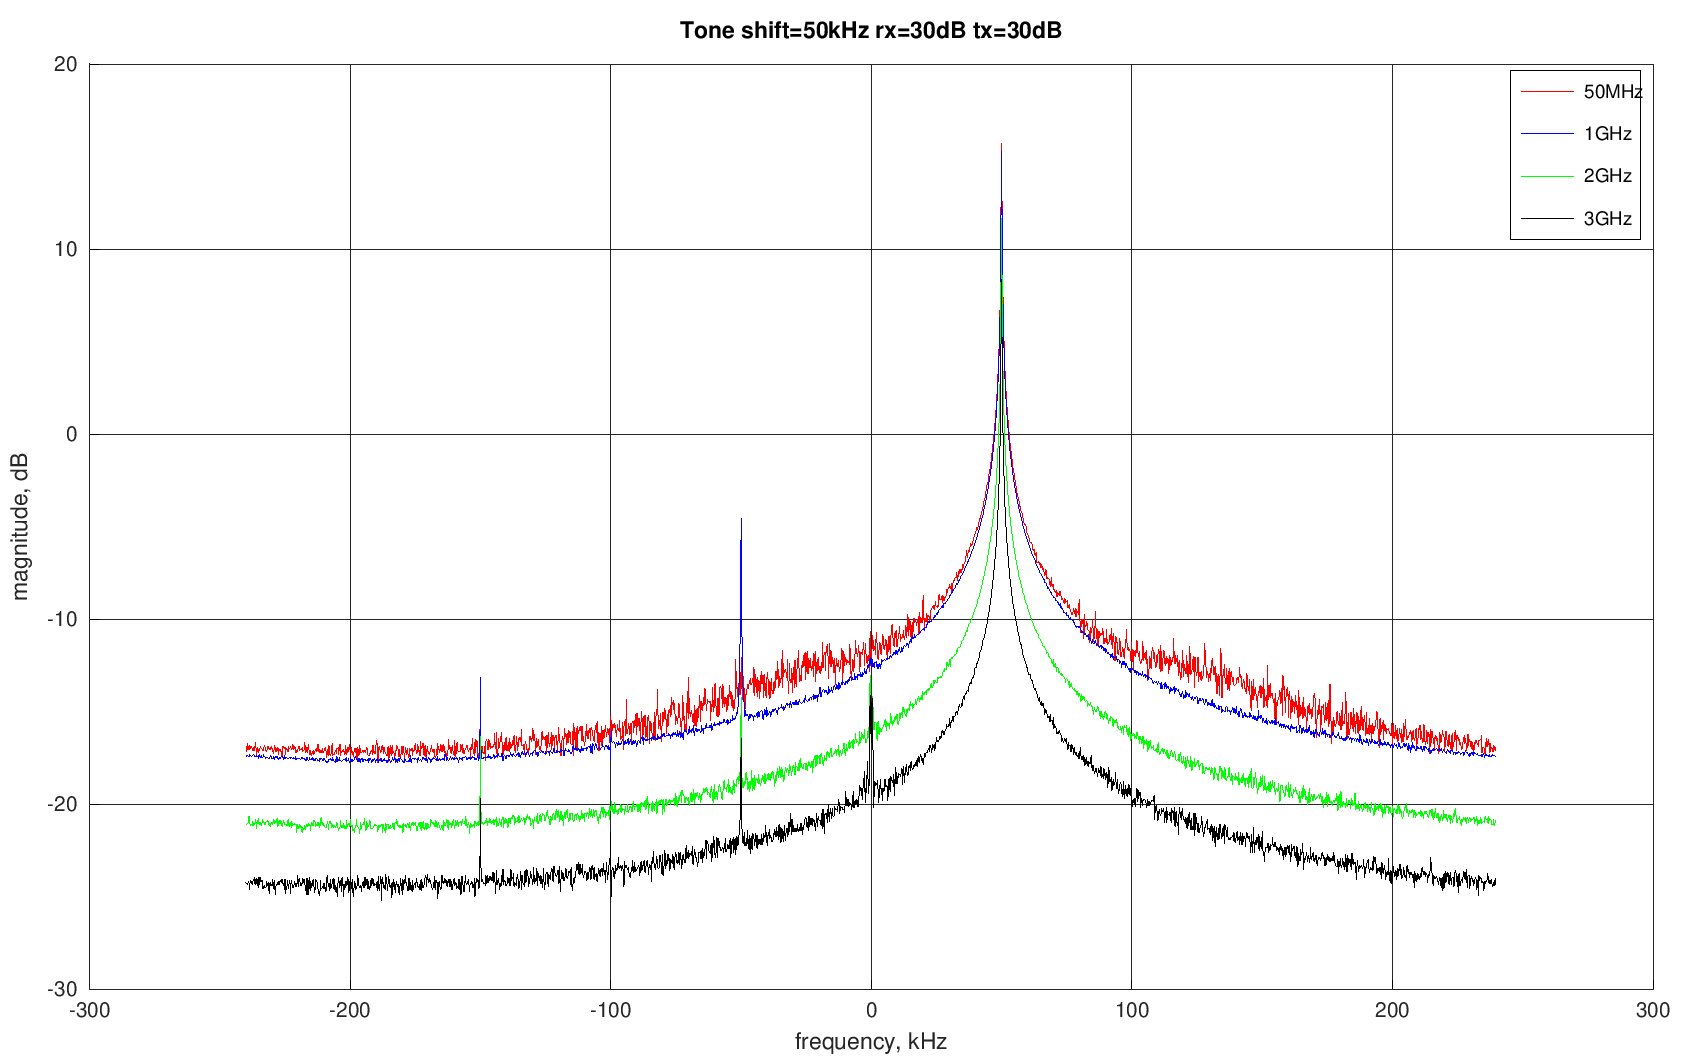 Tone shift=50kHz rx=30dB tx=30dB
20
10
0
-10
-20
-30
magnitude, dB
50MHz
1GHz
2GHz
3GHz
-300
-200
-100
0
100
200
300
frequency, kHz